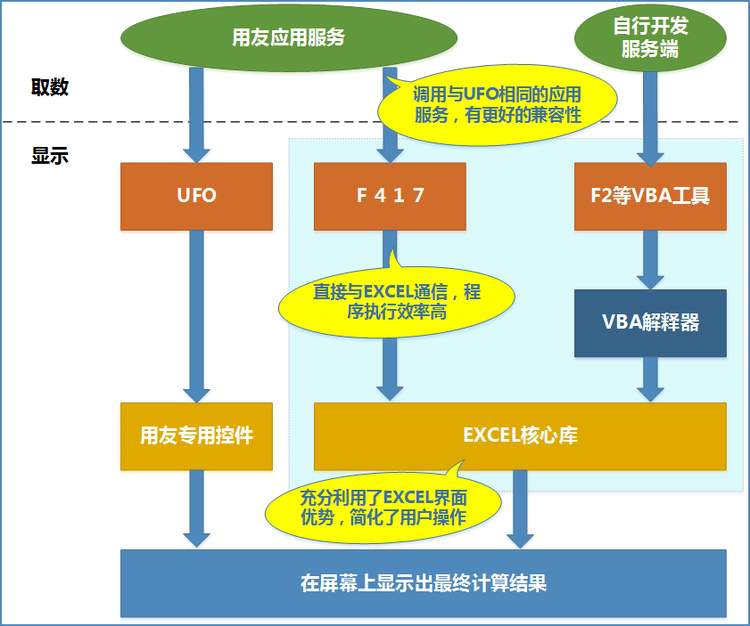 用友应用服务
自行开发
服务端
取数
调用与UFO相同的应用
服务，有更好的兼容性
显示
UFO
F４１７
F2等VBA工具
直接与EXCEL通信，程
序执行效率高
VBA解释器
用友专用控件
EXCEL核心库
充分利用了EXCEL界面
优势，简化了用户操作
在屏幕上显示出最终计算结果